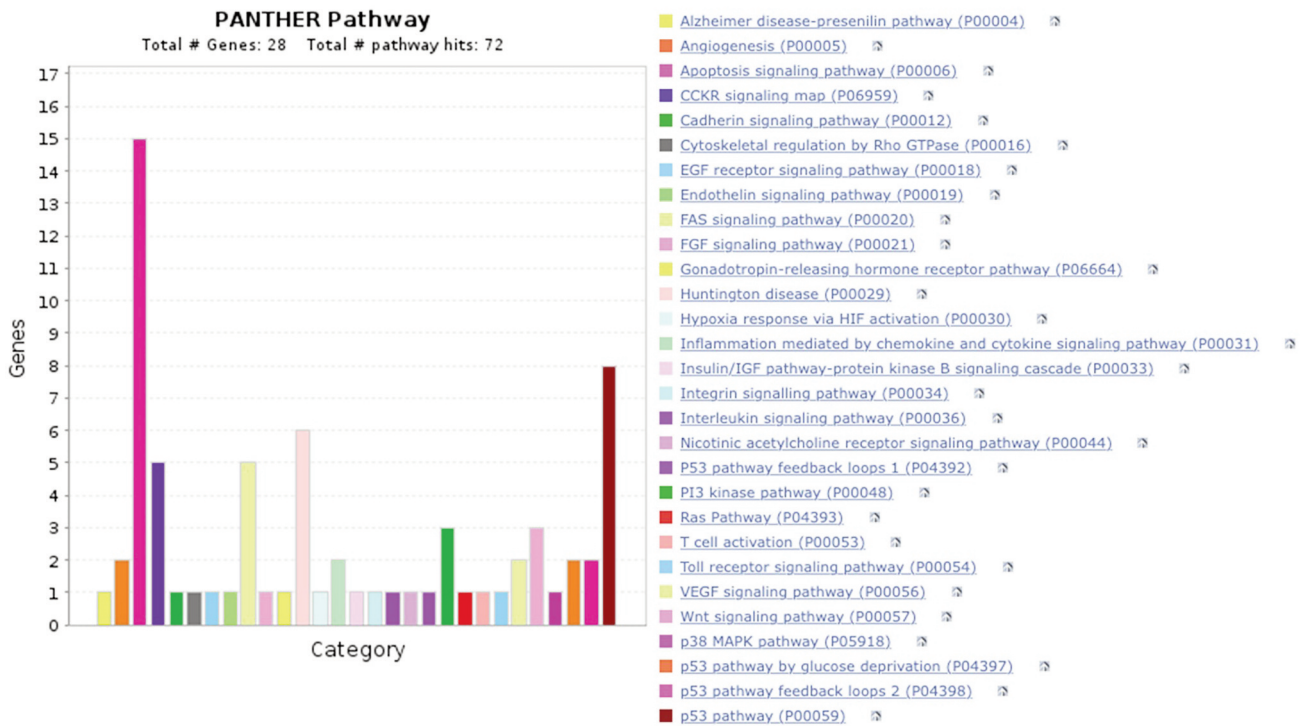 PANTHER Pathway
Total # Genes: 28 Total # pathway hits: 72
17
16
15
14
13
12
11
10
9
8
7
6
5
4
3
2
1
0
Genes
Category
Alzheimer disease-presenilin pathway (P00004)
Angiogenesis (P00005)
Apoptosis signaling pathway (P00006)
CCKR signaling map (P06959)
Cadherin signaling pathway (P00012)
Cytoskeletal regulation by Rho GTPase (P00016)
EGF receptor signaling pathway (P00018)
Endothelin signaling pathway (P00019)
FAS signaling pathway (P00020)
FGF signaling pathway (P00021)
Gonadotropin-releasing hormone receptor pathway (P06664)
Huntington disease (P00029)
Hypoxia response via HIF activation (P00030)
Inflammation mediated by chemokine and cytokine signaling pathway (P00031)
Insulin/IGF pathway-protein kinase B signaling cascade (P00033)
Integrin signalling pathway (P00034)
Interleukin signaling pathway (P00036)
Nicotinic acetylcholine receptor signaling pathway (P00044)
P53 pathway feedback loops 1 (P04392)
PI3 kinase pathway (P00048)
Ras Pathway (P04393)
T cell activation (P00053)
Toll receptor signaling pathway (P00054)
VEGF signaling pathway (P00056)
Wnt signaling pathway (P00057)
p38 MAPK pathway (P05918)
p53 pathway by glucose deprivation (P04397)
p53 pathway feedback loops 2 (P04398)
p53 pathway (P00059)